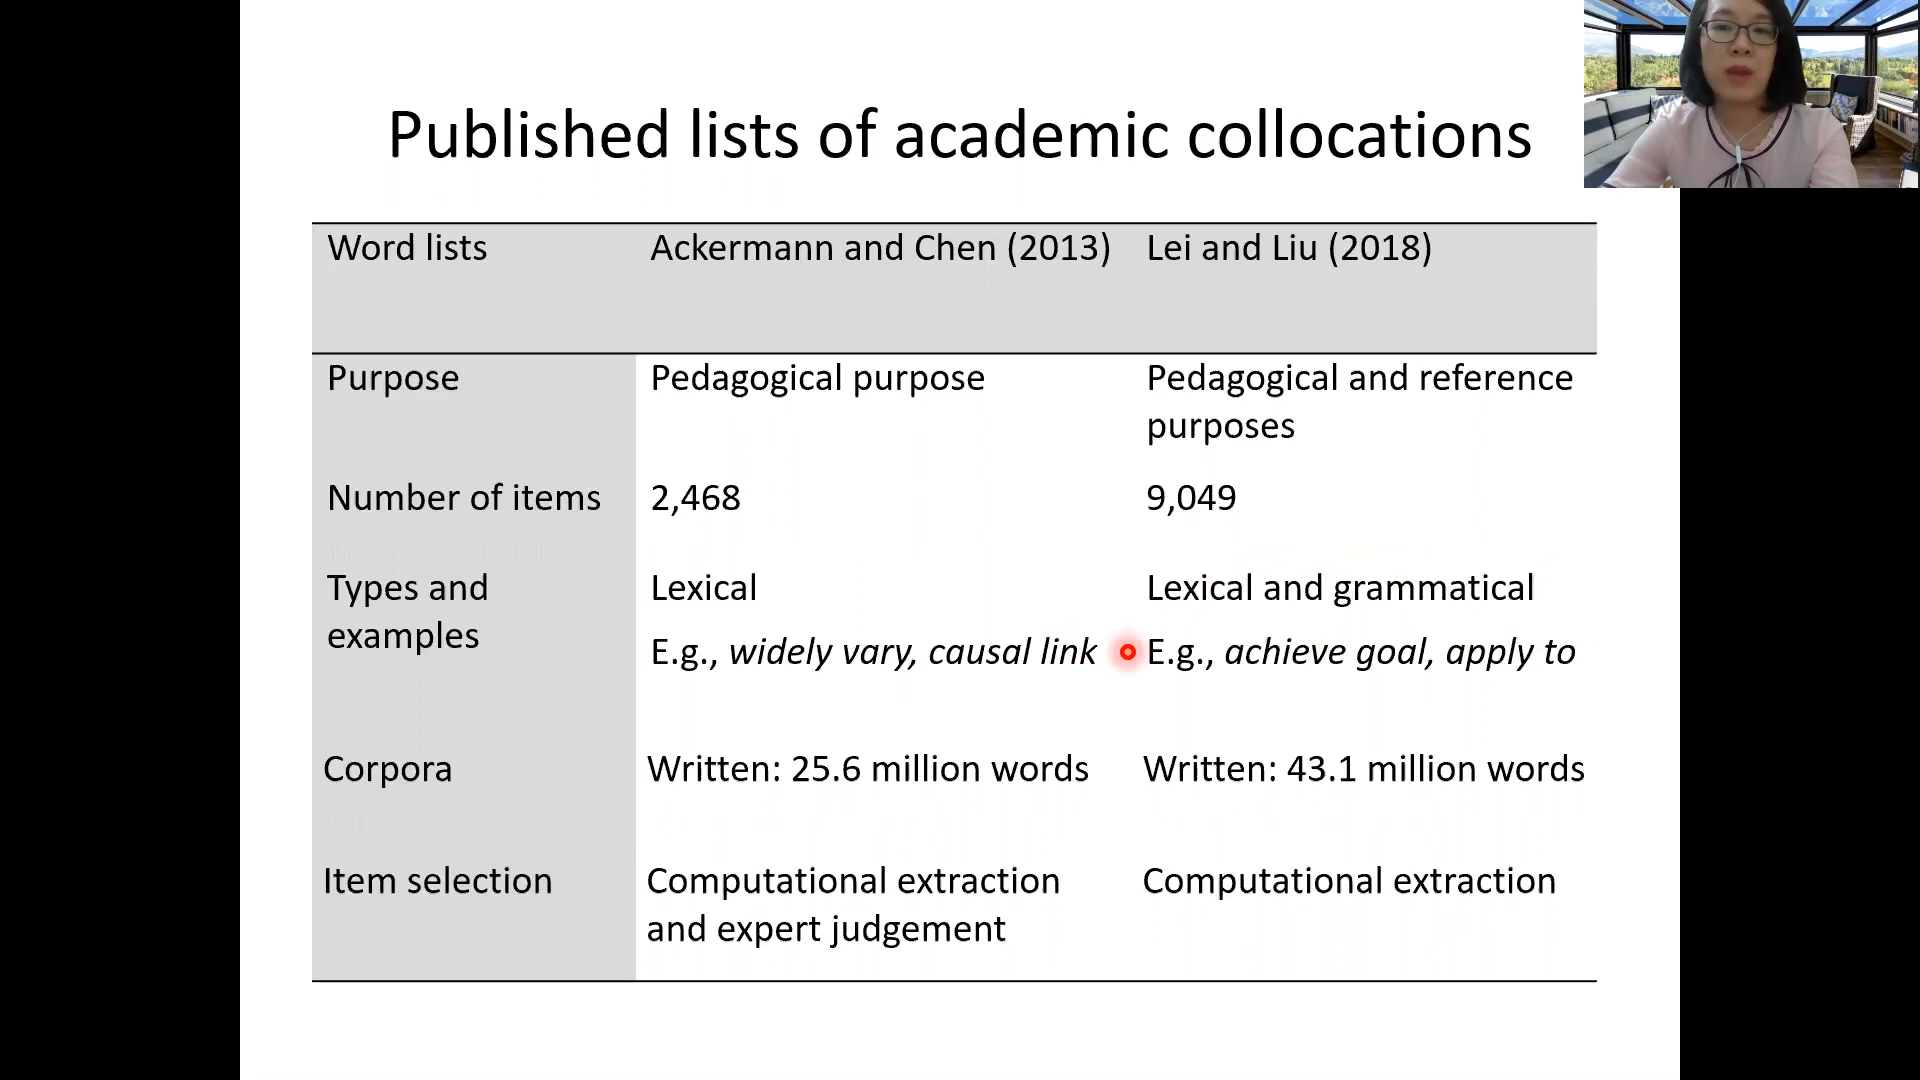 Published lists of academic collocations
Word lists Ackermann and Chen (2013) Lei and Liu (2018)
Purpose Pedagogical purpose Pedagogical and reference
purposes
Number of items 2,468 9,049
Types and Lexical Lexical and grammatical
examples
E.g., widely vary, causal link E.g., achieve goal, apply to
Corpora Written: 25.6 million words Written: 43.1 million words
Item selection Computational extraction Computational extraction
and expert judgement